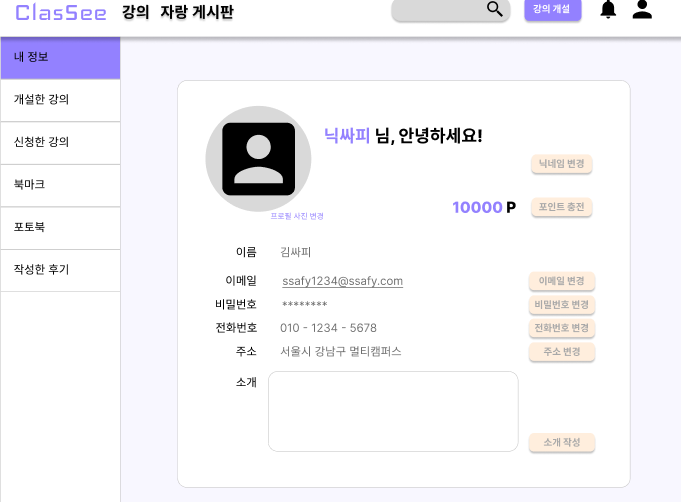 ClasSee 강의 자랑 게시판 강의 개설
내 정보
개설한 강의
신청한 강의
북마크
포토북
작성한 후기
닉싸피 님, 안녕하세요!
닉네임 변경
10000 P 포인트 충전
프로필 사진 변경
이름 김싸피
이메일 ssafy1234@ssafy.com 이메일 변경
비밀번호 ******** 비밀번호 변경
전화번호 010 - 1234 - 5678 전화번호 변경
주소 서울시 강남구 멀티캠퍼스 주소 변경
소개
소개 작성